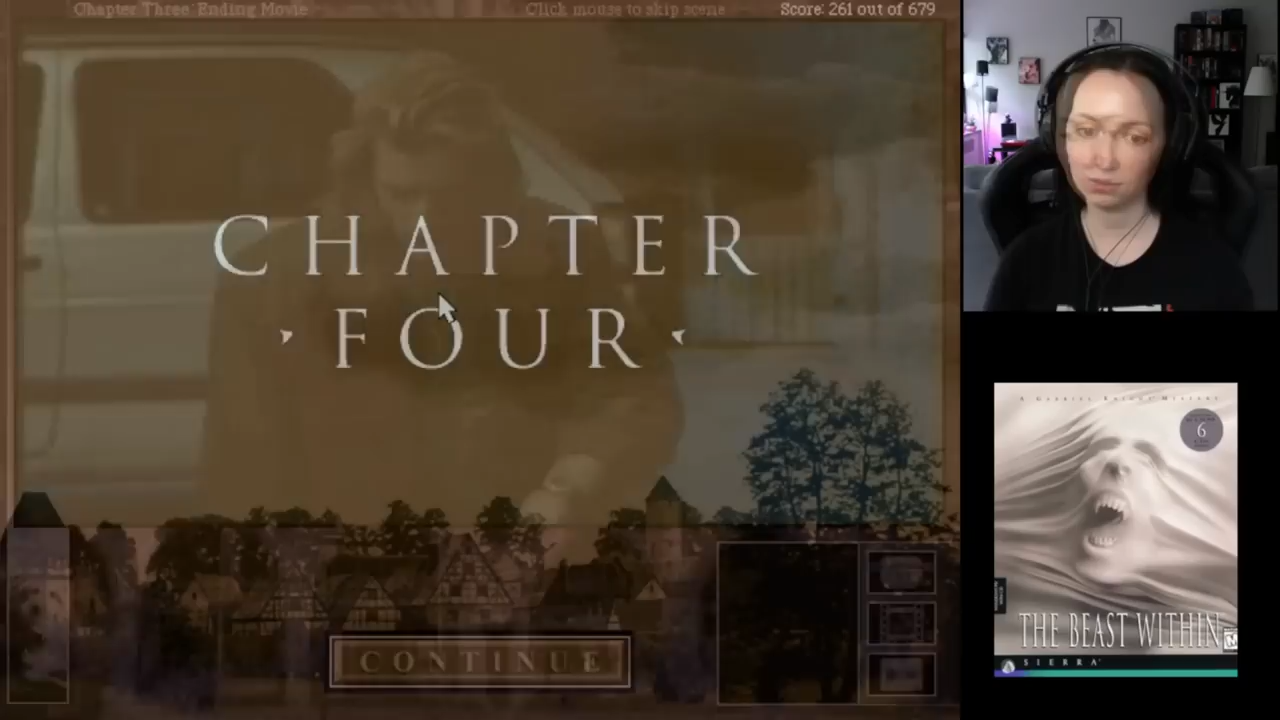 Chapter Three: Ending Movie
Click mouse to skip scene
Score: 261 out of 679
CHAPTER
FOUR
CONTINUE
A GABRIEL KNIGHT MYSTERY
6
THE BEAST WITHIN
SIERRA